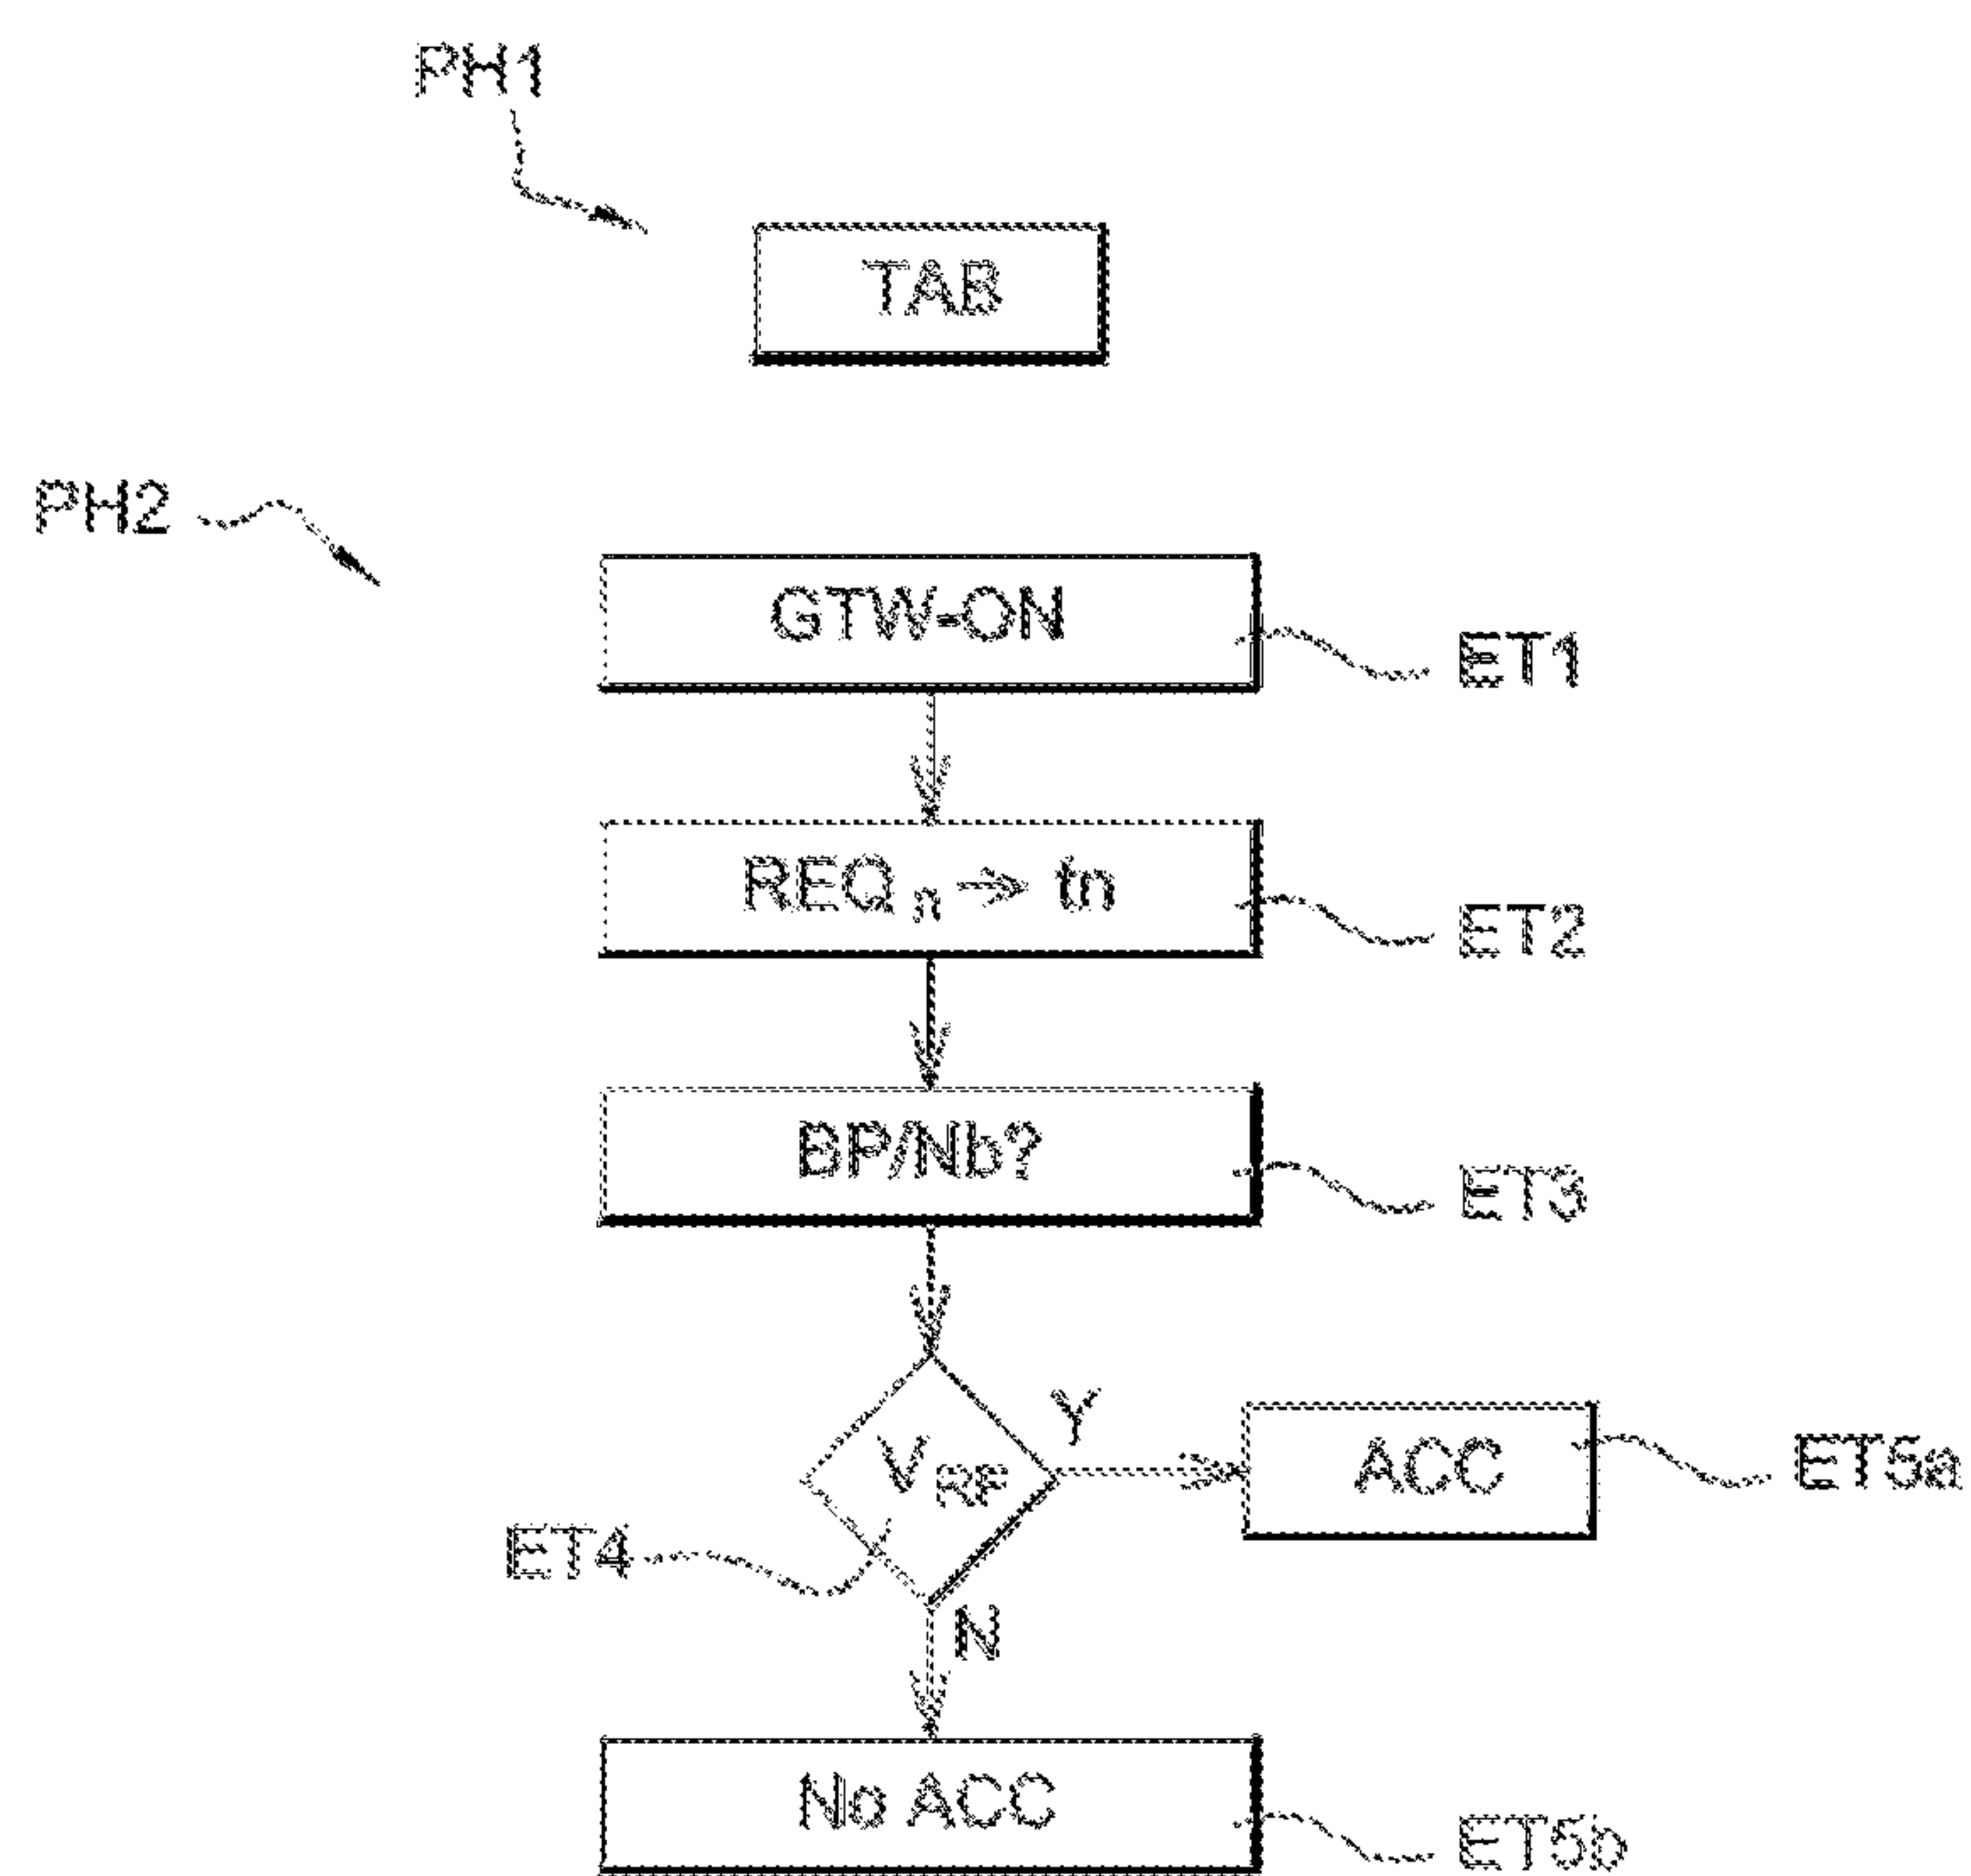 PH1
TAB
PH2
GTW-ON
ET1
REQn → tn
ET2
BP/Nb?
ET3
VRF
Y
ACC
ET5a
ET4
N
No ACC
ET5b